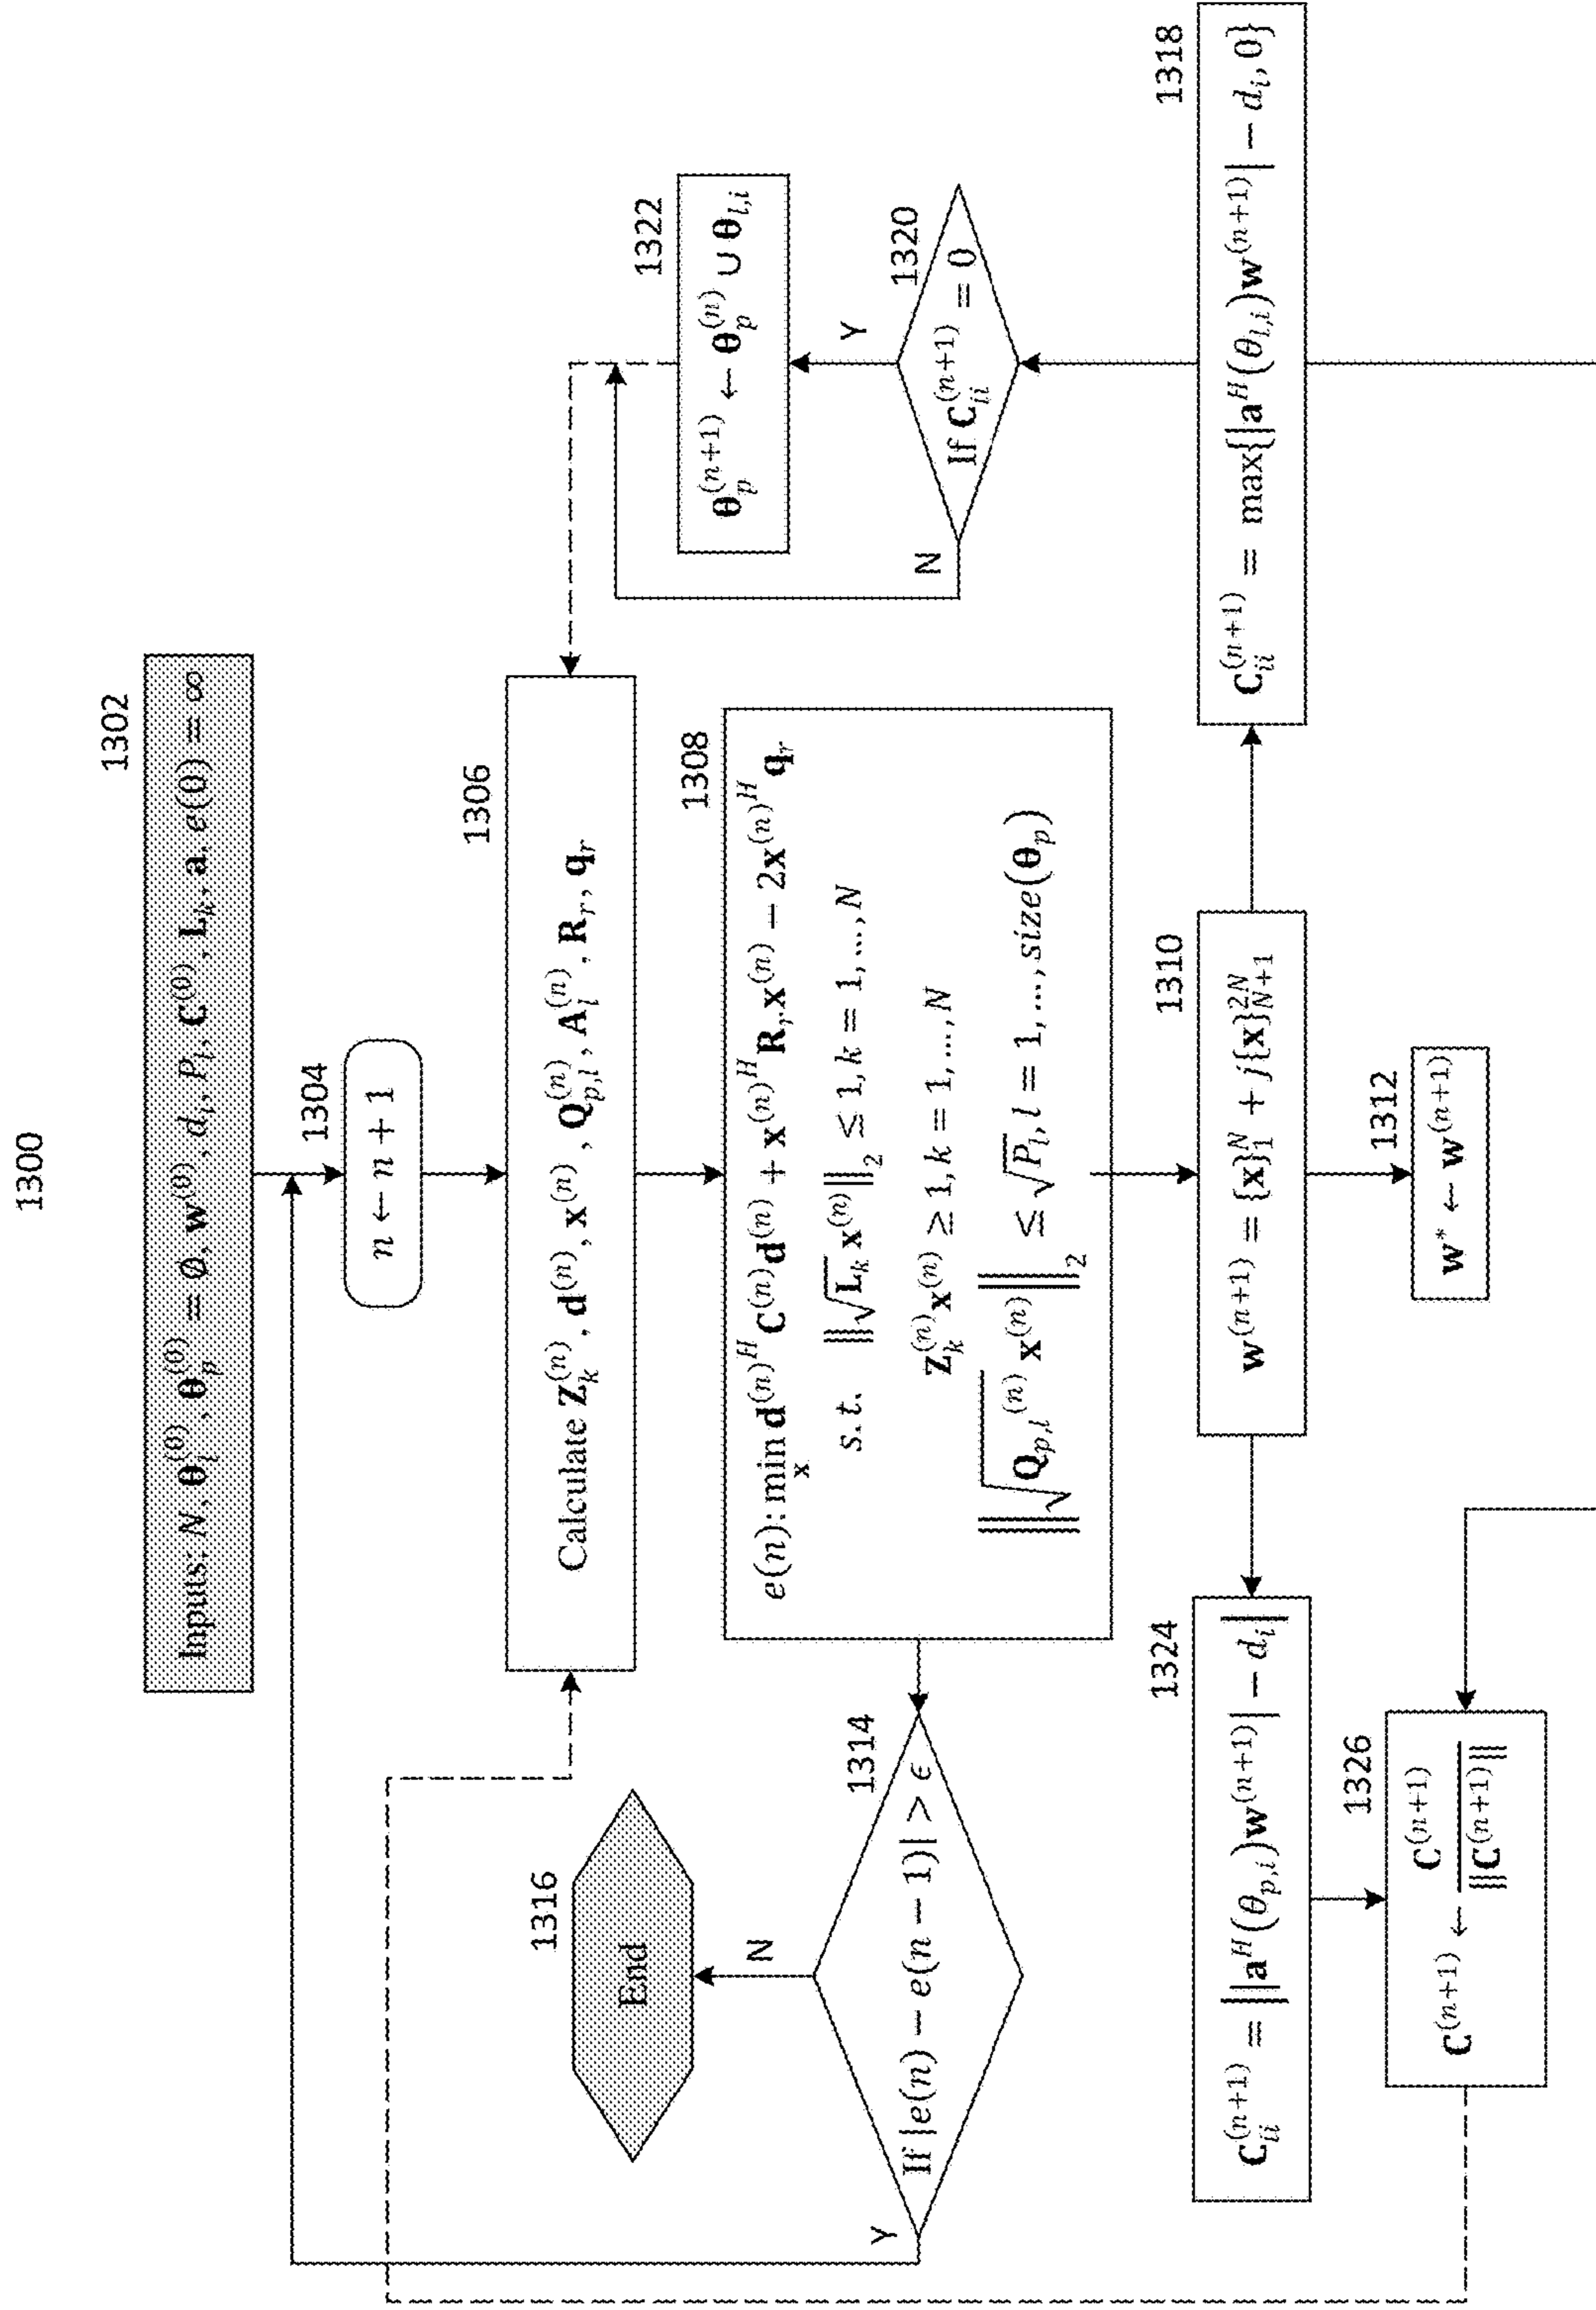 1300
1302
Inputs: N, θ_l^(0), θ_p^(0) = ∅, w^(0), d_i, P_l, C^(0), L_k, a, e(0) = ∞
1304
n ← n + 1
1306
Calculate Z_k^(n), d^(n), x^(n), Q_{p,l}^(n), A_l^(n), R_r, q_r
1308
e(n): min_x d^(n)^H C^(n) d^(n) + x^(n)^H R_r x^(n) − 2x^(n)^H q_r
s.t. ‖√L_k x^(n)‖_2 ≤ 1, k = 1, …, N
Z_k^(n) x^(n) ≥ 1, k = 1, …, N
‖√Q_{p,l}^(n) x^(n)‖_2 ≤ √P_l, l = 1, …, size(θ_p)
1314
If |e(n) − e(n − 1)| > ϵ
Y
N
1316
End
1310
w^(n+1) = {x}_1^N + j{x}_{N+1}^{2N}
1312
w* ← w^(n+1)
1318
C_ii^(n+1) = max{|a^H(θ_{l,i})w^(n+1)| − d_i, 0}
1320
If C_ii^(n+1) = 0
Y
N
1322
θ_p^(n+1) ← θ_p^(n) ∪ θ_{l,i}
1324
C_ii^(n+1) = ||a^H(θ_{p,i})w^(n+1)| − d_i|
1326
C^(n+1) ← C^(n+1) / ‖C^(n+1)‖